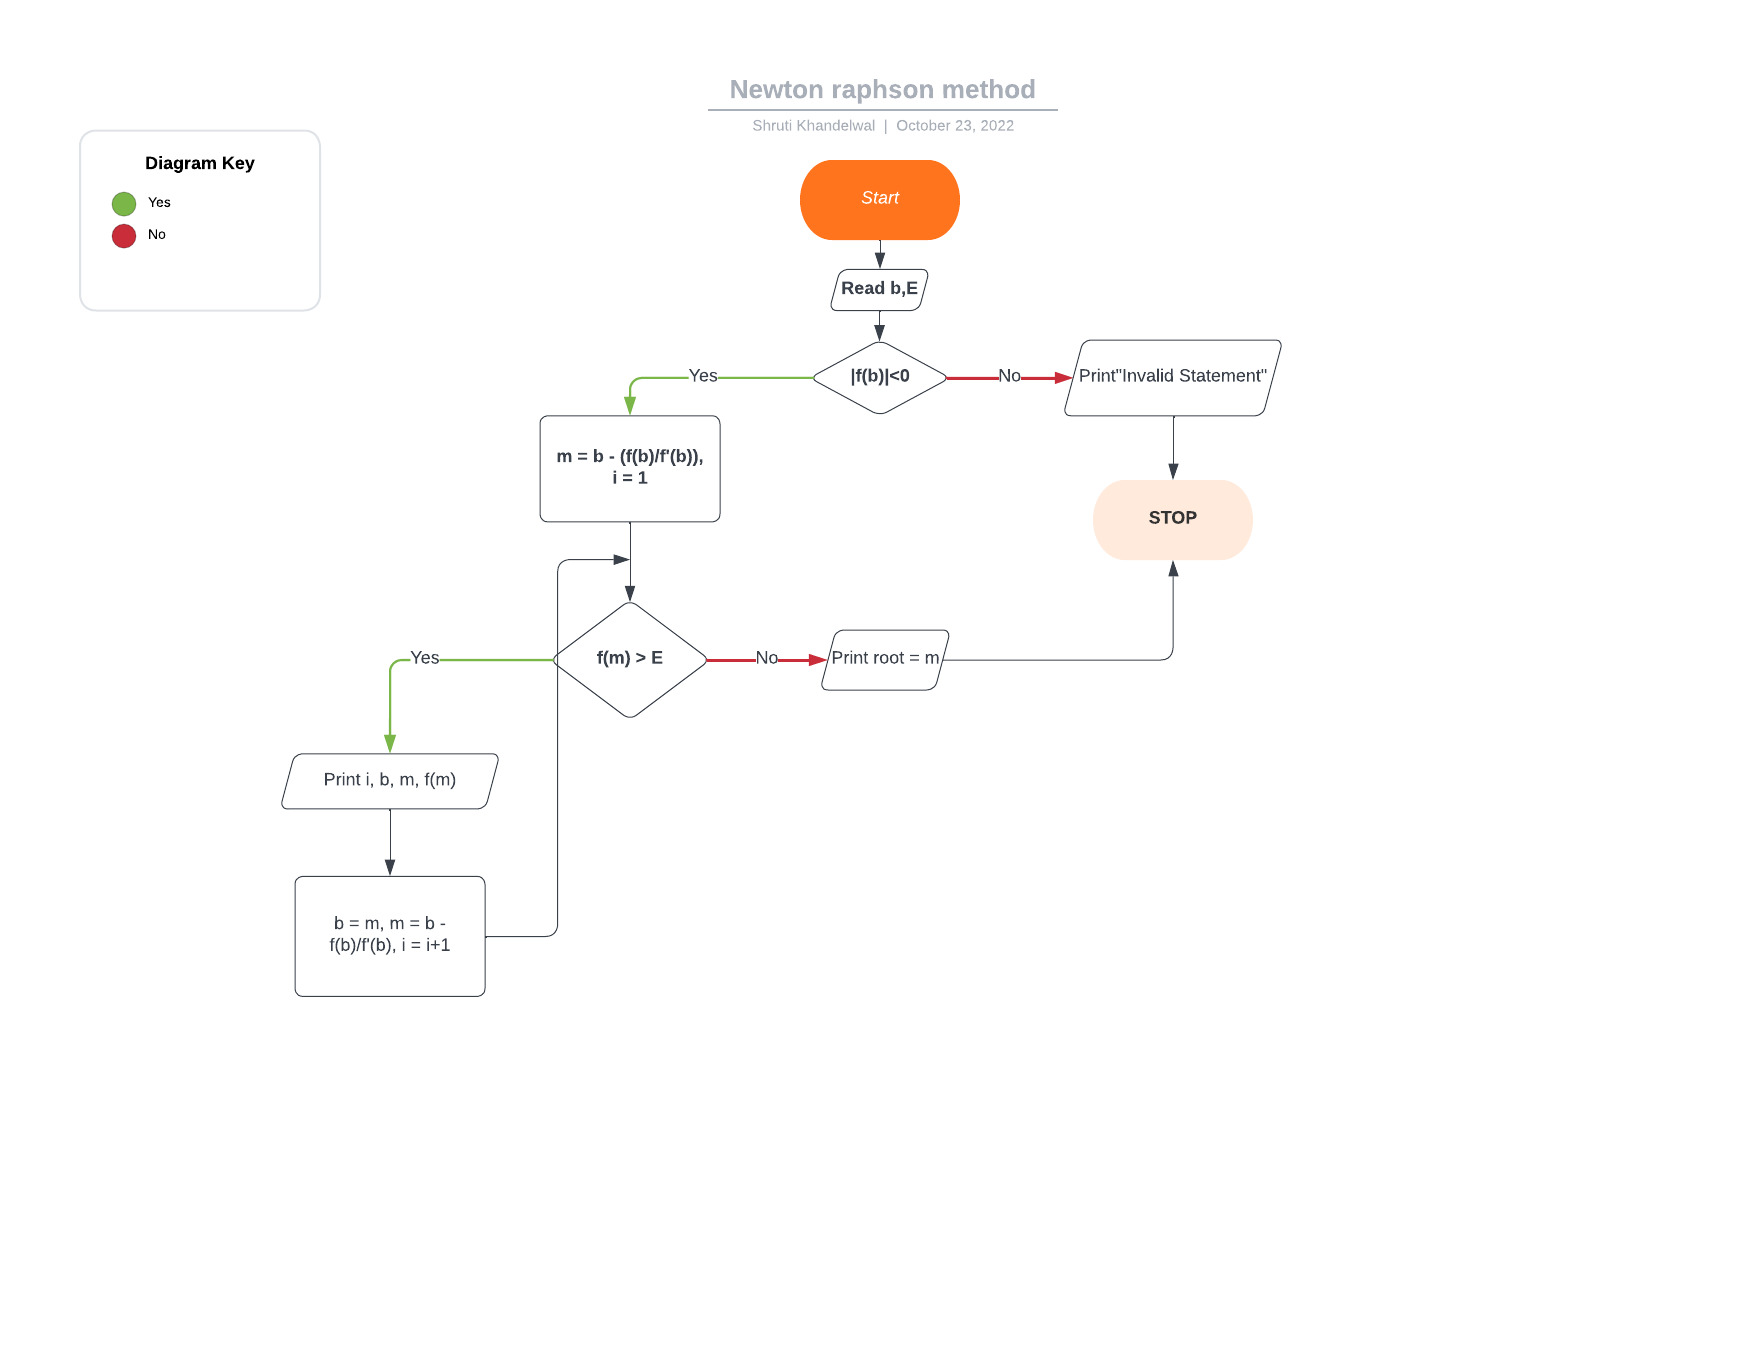 Newton raphson method
Shruti Khandelwal | October 23, 2022
Diagram Key
Yes
No
Start
Read b,E
|f(b)|<0
Yes
No
Print"Invalid Statement"
m = b - (f(b)/f'(b)),
i = 1
STOP
f(m) > E
Yes
No
Print root = m
Print i, b, m, f(m)
b = m, m = b -
f(b)/f'(b), i = i+1